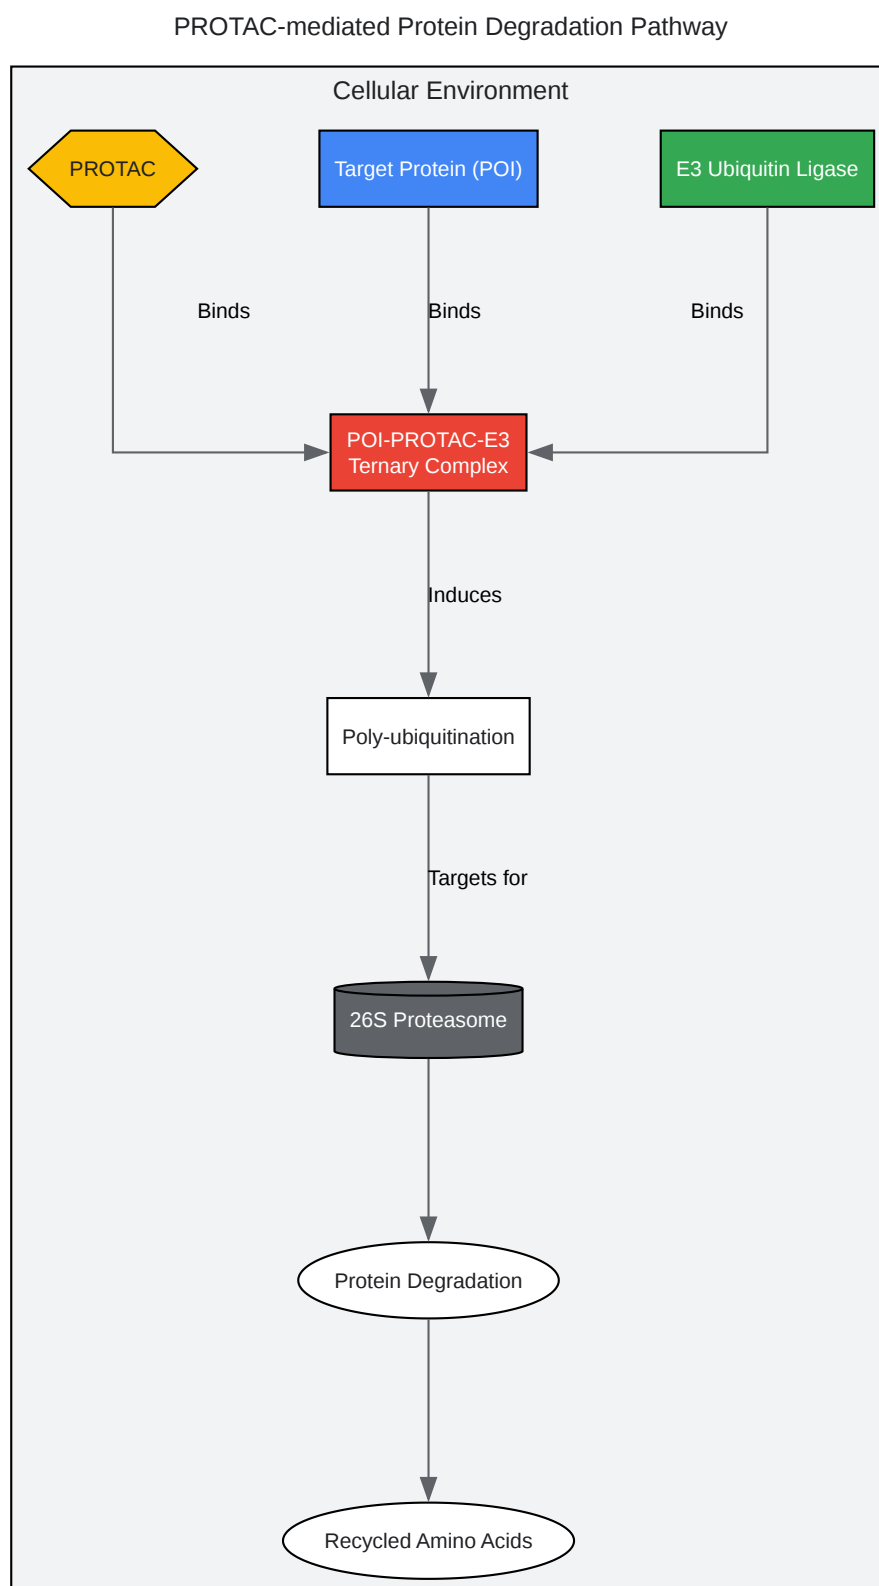 PROTAC-mediated Protein Degradation Pathway
Cellular Environment
PROTAC
Target Protein (POI)
E3 Ubiquitin Ligase
Binds
Binds
Binds
POI-PROTAC-E3
Ternary Complex
Induces
Poly-ubiquitination
Targets for
26S Proteasome
Protein Degradation
Recycled Amino Acids